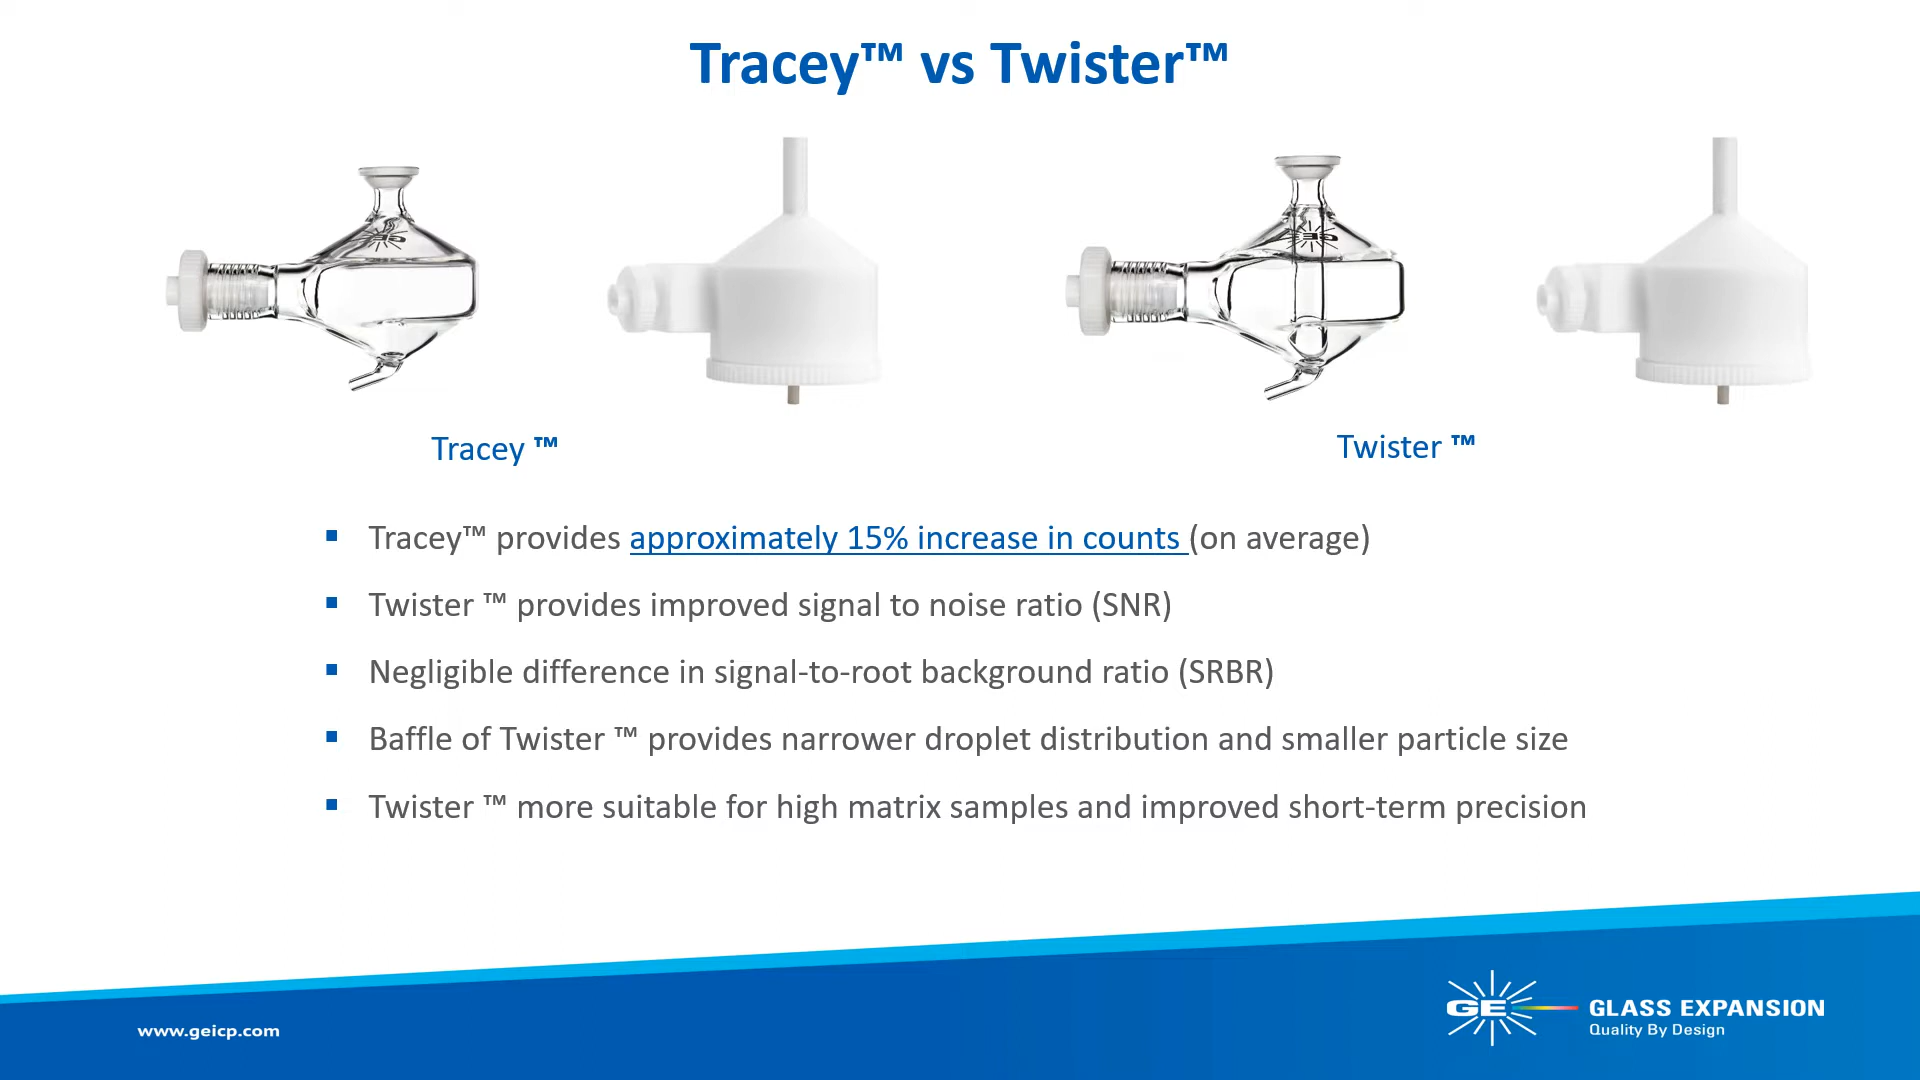 Tracey™ vs Twister™
Tracey ™
Twister ™
▪ Tracey™ provides approximately 15% increase in counts (on average)
▪ Twister ™ provides improved signal to noise ratio (SNR)
▪ Negligible difference in signal-to-root background ratio (SRBR)
▪ Baffle of Twister ™ provides narrower droplet distribution and smaller particle size
▪ Twister ™ more suitable for high matrix samples and improved short-term precision
www.geicp.com
GE
GLASS EXPANSION
Quality By Design